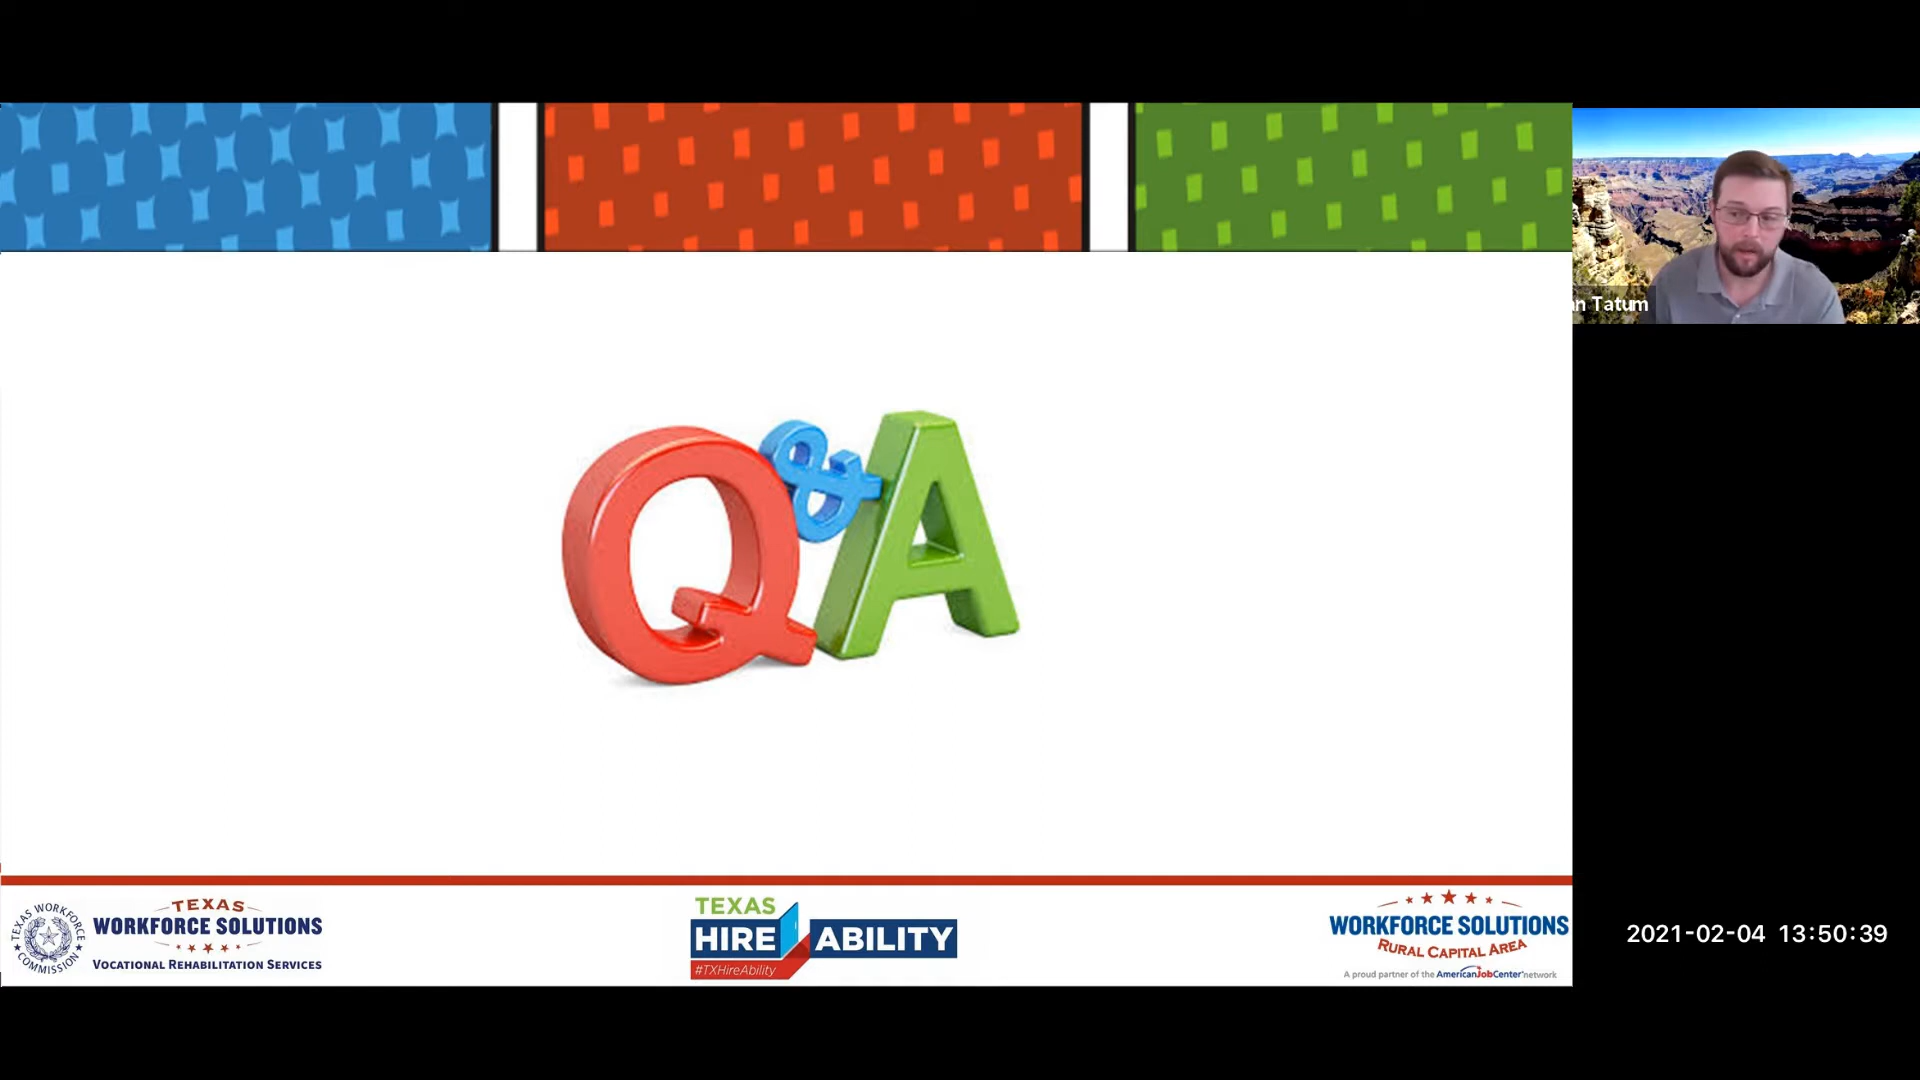 Q&A
an Tatum
TEXAS WORKFORCE COMMISSION
TEXAS
WORKFORCE SOLUTIONS
VOCATIONAL REHABILITATION SERVICES
TEXAS
HIRE ABILITY
#TXHireAbility
WORKFORCE SOLUTIONS
RURAL CAPITAL AREA
A proud partner of the AmericanJobCenter network
2021-02-04 13:50:39